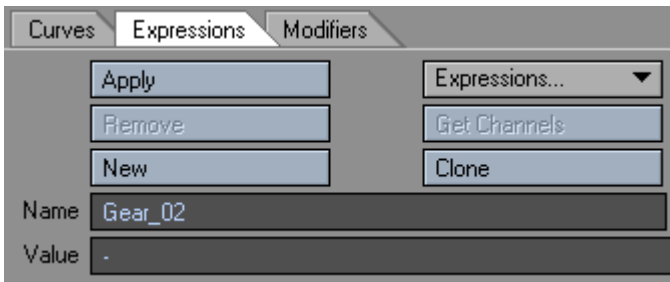 Curves Expressions Modifiers
Apply Expressions...
Remove Get Channels
New Clone
Name Gear_02
Value -